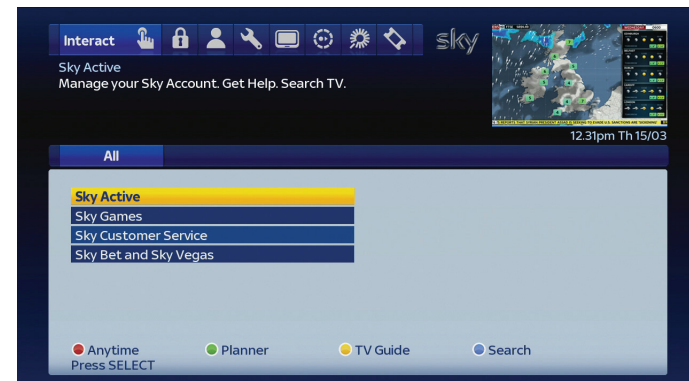 Interact
sky
Sky Active
Manage your Sky Account. Get Help. Search TV.
12.31pm Th 15/03
All
Sky Active
Sky Games
Sky Customer Service
Sky Bet and Sky Vegas
Anytime
Planner
TV Guide
Search
Press SELECT